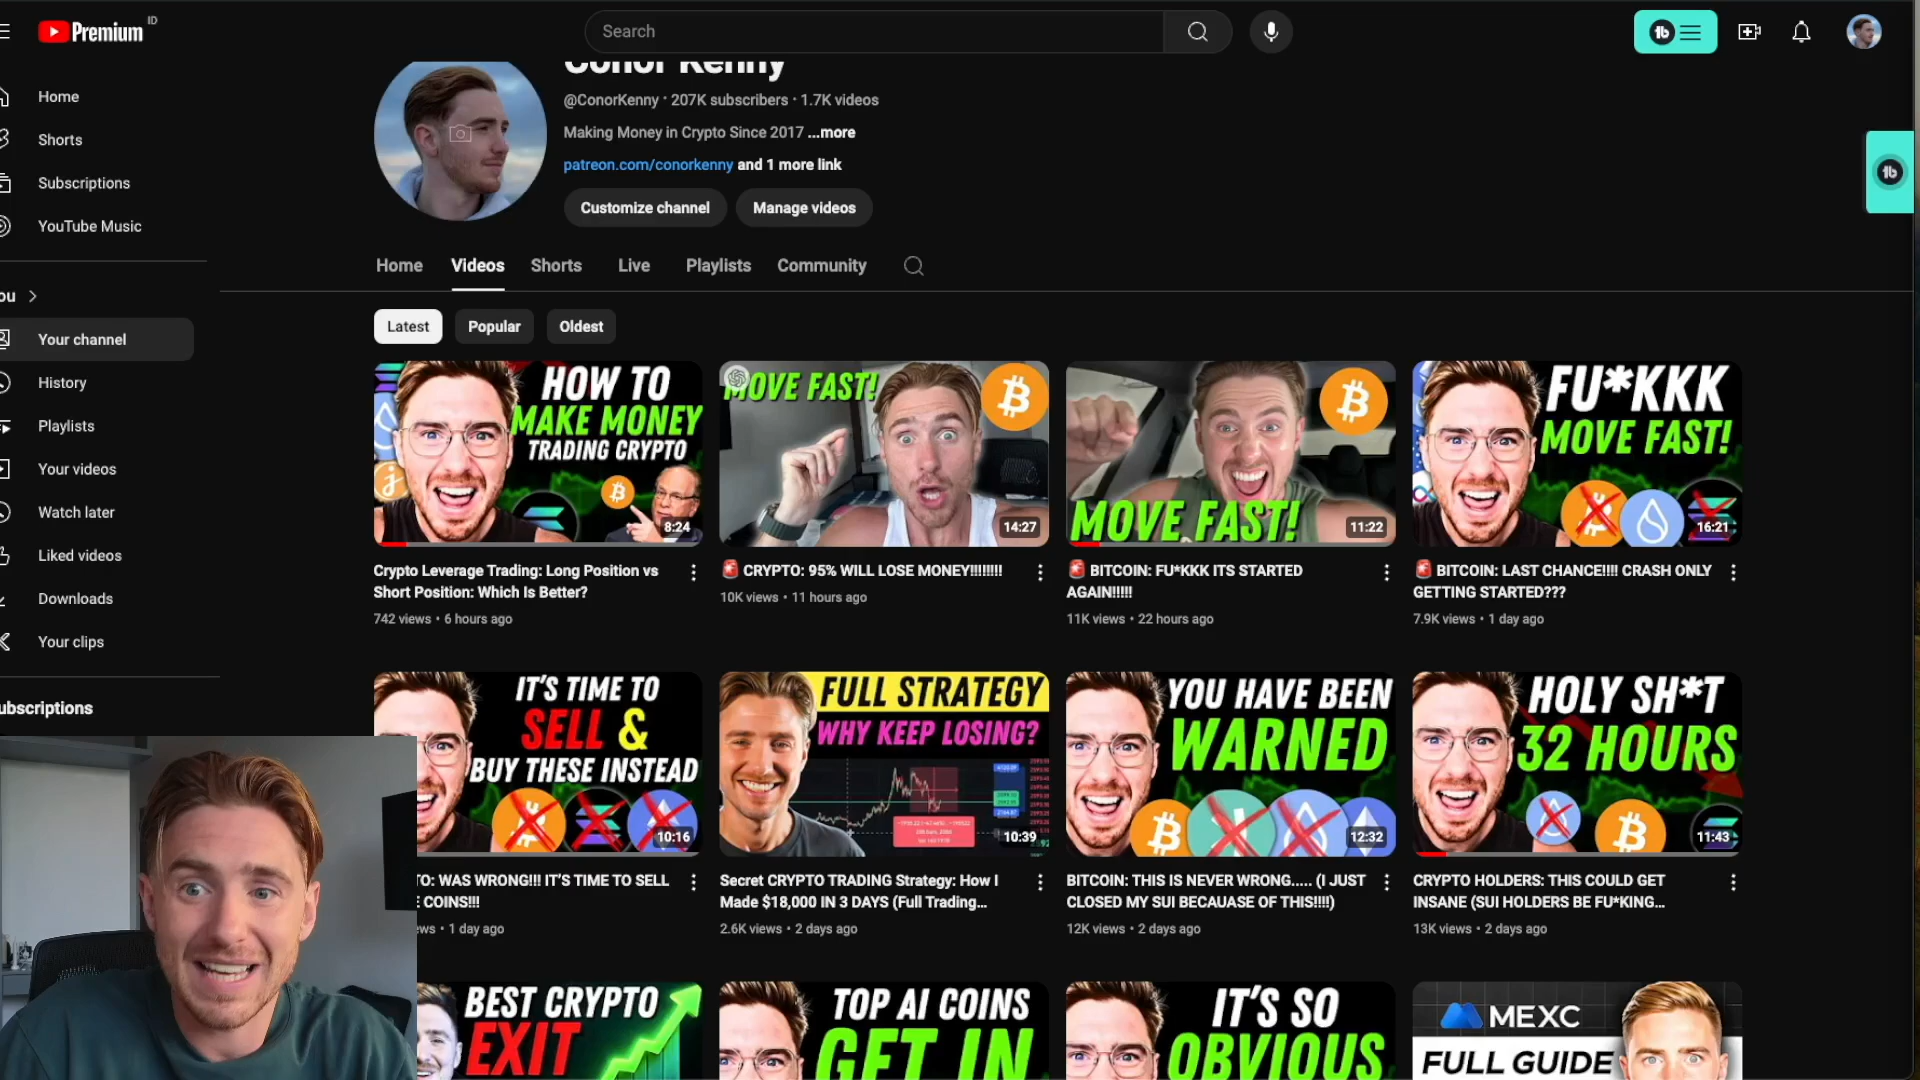 Premium
ID
Search
Home
Shorts
Subscriptions
YouTube Music
ou
Your channel
History
Playlists
Your videos
Watch later
Liked videos
Downloads
Your clips
ubscriptions
Conor Kenny
@ConorKenny · 207K subscribers · 1.7K videos
Making Money in Crypto Since 2017 ...more
patreon.com/conorkenny and 1 more link
Customize channel
Manage videos
Home
Videos
Shorts
Live
Playlists
Community
Latest
Popular
Oldest
HOW TO
MAKE MONEY
TRADING CRYPTO
8:24
Crypto Leverage Trading: Long Position vs
Short Position: Which Is Better?
742 views · 6 hours ago
MOVE FAST!
14:27
🚨 CRYPTO: 95% WILL LOSE MONEY!!!!!!!!
10K views · 11 hours ago
MOVE FAST!
11:22
🚨 BITCOIN: FU*KKK ITS STARTED
AGAIN!!!!!
11K views · 22 hours ago
FU*KKK
MOVE FAST!
16:21
🚨 BITCOIN: LAST CHANCE!!!! CRASH ONLY
GETTING STARTED???
7.9K views · 1 day ago
IT'S TIME TO
SELL &
BUY THESE INSTEAD
10:16
TO: WAS WRONG!!! IT'S TIME TO SELL
E COINS!!!
ews · 1 day ago
FULL STRATEGY
WHY KEEP LOSING?
10:39
Secret CRYPTO TRADING Strategy: How I
Made $18,000 IN 3 DAYS (Full Trading...
2.6K views · 2 days ago
YOU HAVE BEEN
WARNED
12:32
BITCOIN: THIS IS NEVER WRONG..... (I JUST
CLOSED MY SUI BECAUASE OF THIS!!!!)
12K views · 2 days ago
HOLY SH*T
32 HOURS
11:43
CRYPTO HOLDERS: THIS COULD GET
INSANE (SUI HOLDERS BE FU*KING...
13K views · 2 days ago
BEST CRYPTO
EXIT
TOP AI COINS
GET IN
IT'S SO
OBVIOUS
MEXC
FULL GUIDE